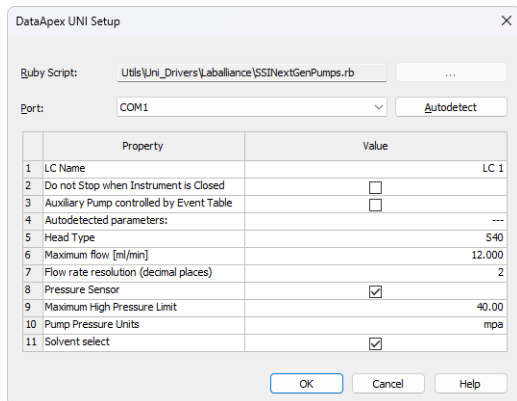 DataApex UNI Setup
Ruby Script: Utils\Uni_Drivers\Laballiance\SSINextGenPumps.rb ...
Port: COM1 Autodetect
Property Value
1 LC Name LC 1
2 Do not Stop when Instrument is Closed
3 Auxiliary Pump controlled by Event Table
4 Autodetected parameters: ---
5 Head Type S40
6 Maximum flow [ml/min] 12.000
7 Flow rate resolution (decimal places) 2
8 Pressure Sensor
9 Maximum High Pressure Limit 40.00
10 Pump Pressure Units mpa
11 Solvent select
OK Cancel Help